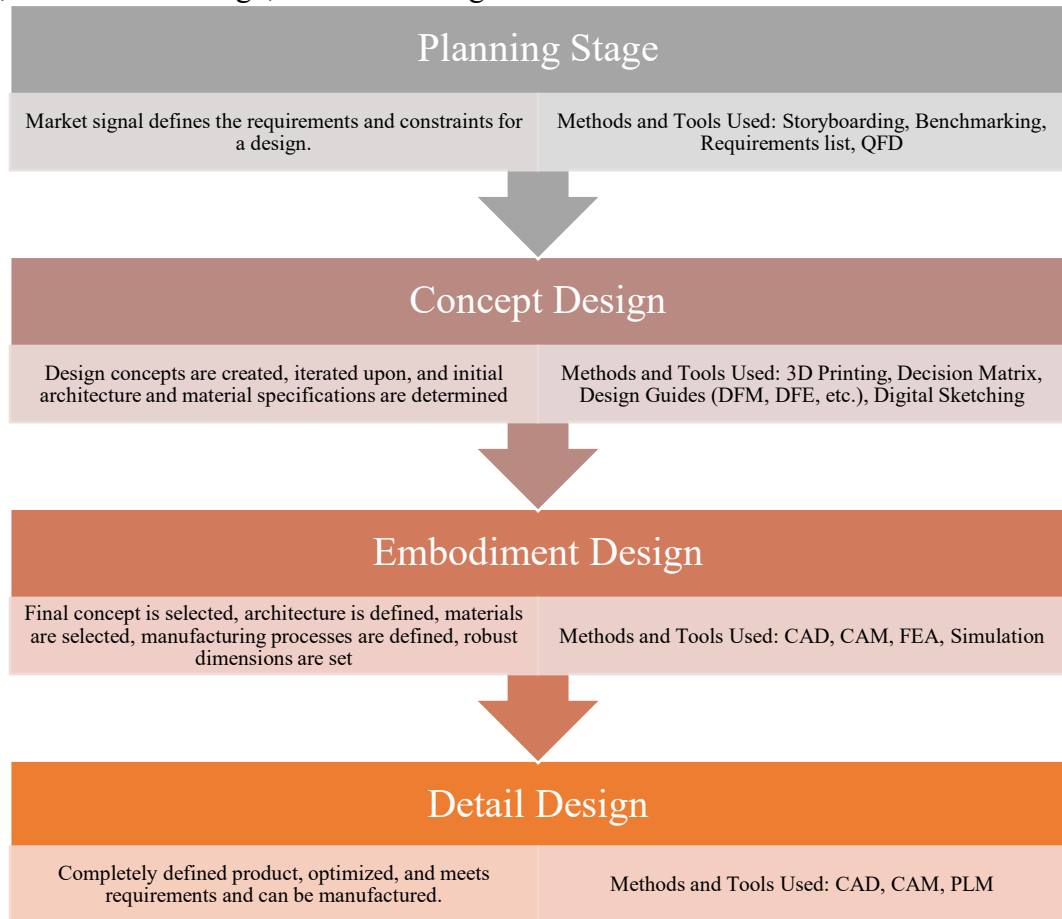 Planning Stage
Market signal defines the requirements and constraints for
a design.
Methods and Tools Used: Storyboarding, Benchmarking,
Requirements list, QFD
Concept Design
Design concepts are created, iterated upon, and initial
architecture and material specifications are determined
Methods and Tools Used: 3D Printing, Decision Matrix,
Design Guides (DFM, DFE, etc.), Digital Sketching
Embodiment Design
Final concept is selected, architecture is defined, materials
are selected, manufacturing processes are defined, robust
dimensions are set
Methods and Tools Used: CAD, CAM, FEA, Simulation
Detail Design
Completely defined product, optimized, and meets
requirements and can be manufactured.
Methods and Tools Used: CAD, CAM, PLM